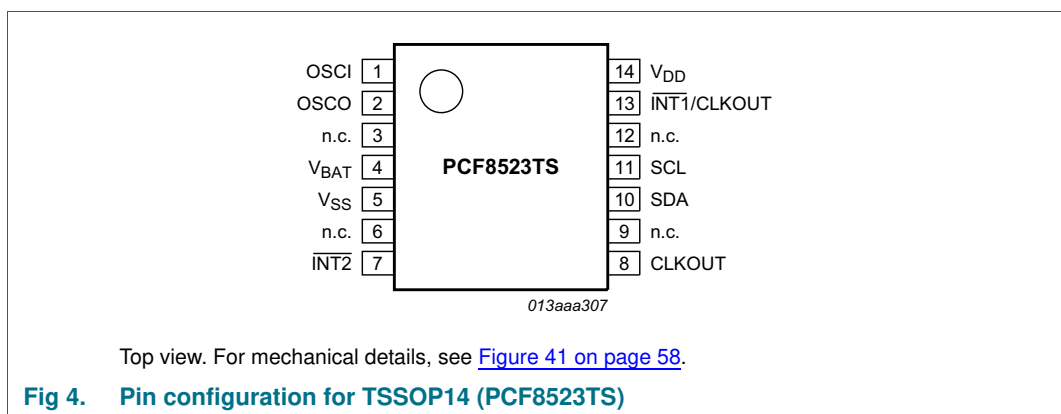 OSCI 1 14 VDD
OSCO 2 13 INT1/CLKOUT
n.c. 3 12 n.c.
VBAT 4 PCF8523TS 11 SCL
VSS 5 10 SDA
n.c. 6 9 n.c.
INT2 7 8 CLKOUT
013aaa307
Top view. For mechanical details, see Figure 41 on page 58.
Fig 4. Pin configuration for TSSOP14 (PCF8523TS)